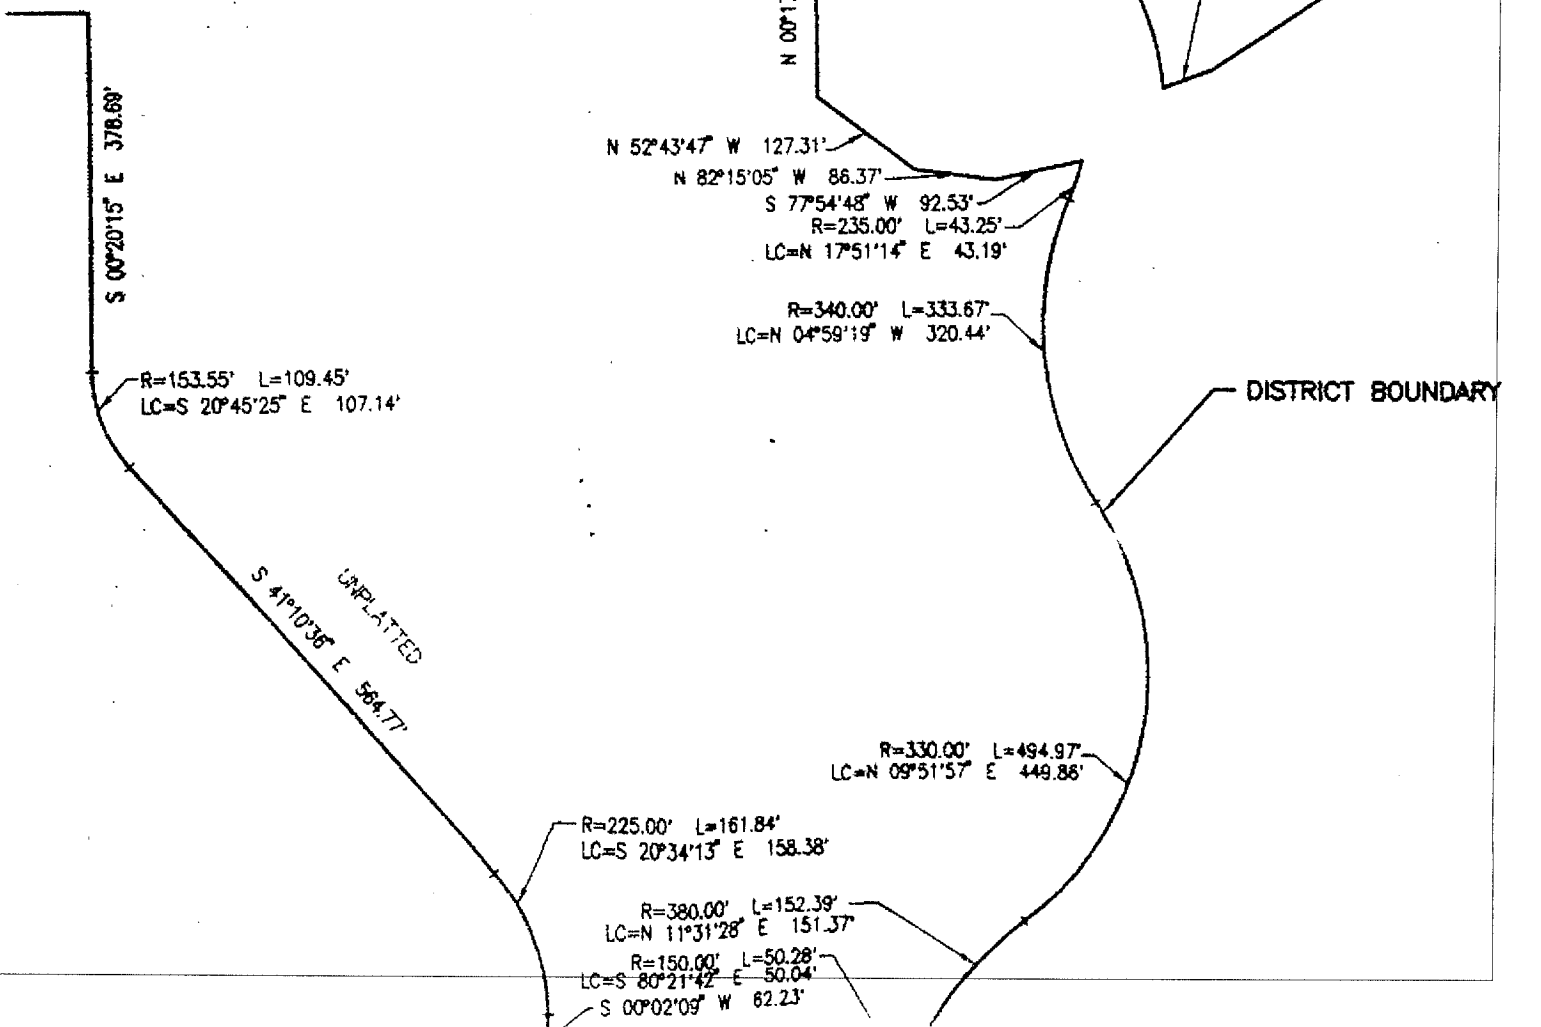 N 00°1
S 00°20'15" E 378.69'
N 52°43'47" W 127.31'
N 82°15'05" W 86.37'
S 77°54'48" W 92.53'
R=235.00' L=43.25'
LC=N 17°51'14" E 43.19'
R=340.00' L=333.67'
LC=N 04°59'19" W 320.44'
R=153.55' L=109.45'
LC=S 20°45'25" E 107.14'
DISTRICT BOUNDARY
UNPLATTED
S 41°10'36" E 564.77'
R=330.00' L=494.97'
LC=N 09°51'57" E 449.86'
R=225.00' L=161.84'
LC=S 20°34'13" E 158.38'
R=380.00' L=152.39'
LC=N 11°31'28" E 151.37'
R=150.00' L=50.28'
LC=S 80°21'42" E 50.04'
S 00°02'09" W 62.23'